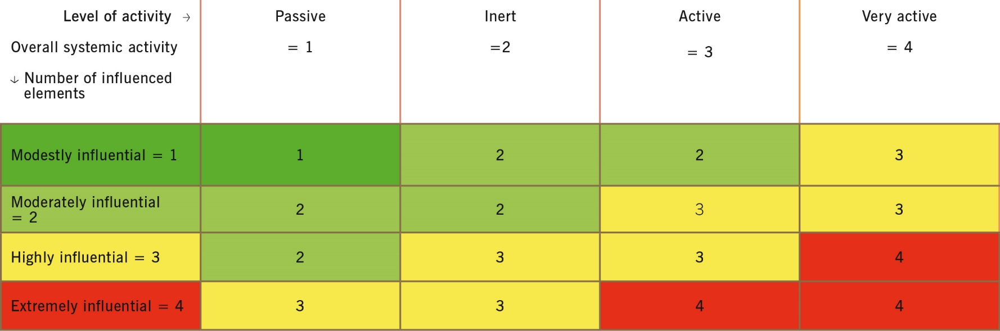 Level of activity → Passive Inert Active Very active
Overall systemic activity = 1 =2 = 3 = 4
↓ Number of influenced
elements
Modestly influential = 1 1 2 2 3
Moderately influential
= 2 2 2 3 3
Highly influential = 3 2 3 3 4
Extremely influential = 4 3 3 4 4